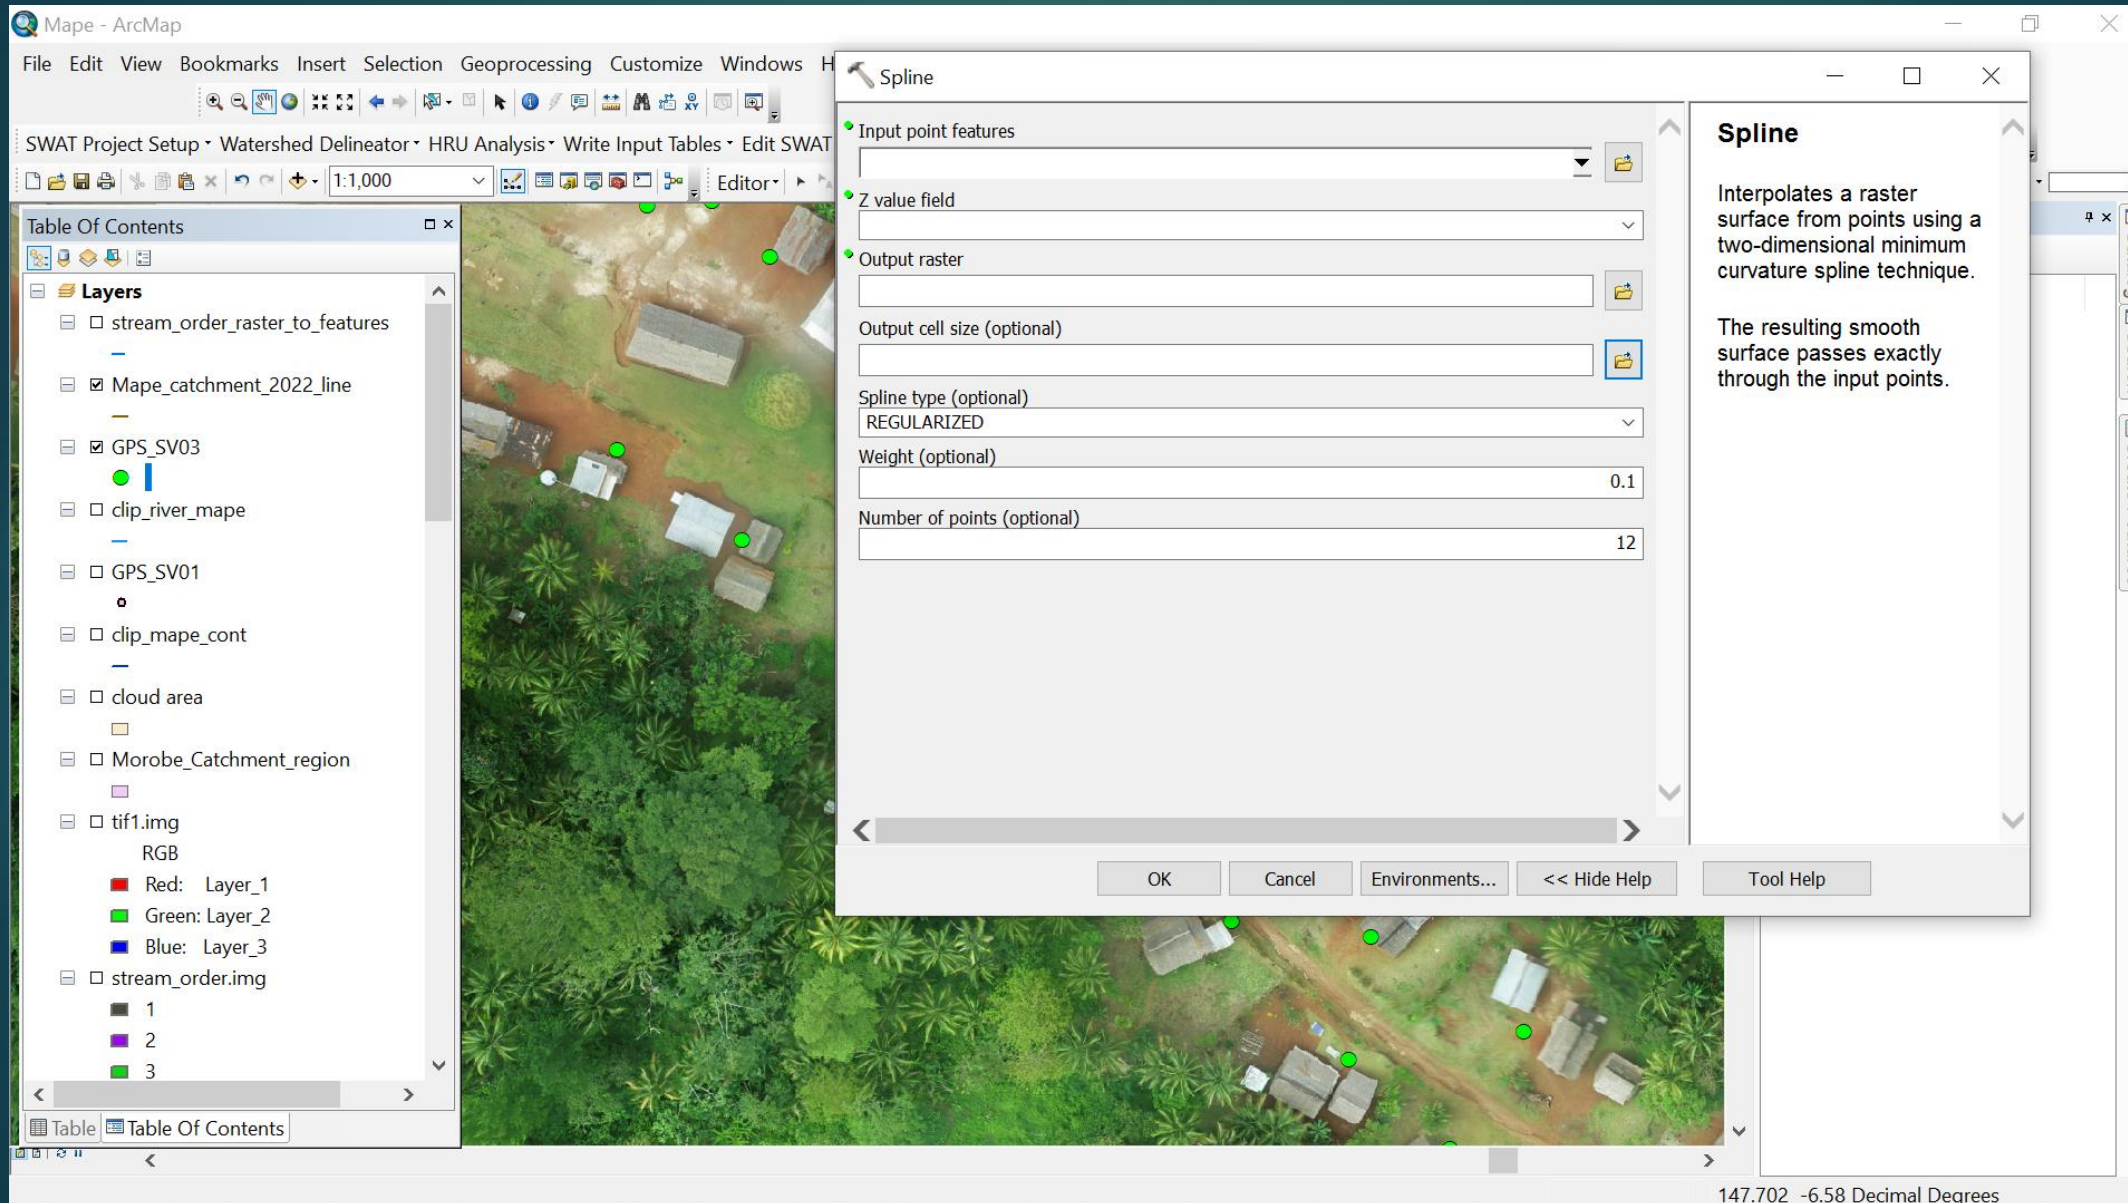 Mape - ArcMap
File Edit View Bookmarks Insert Selection Geoprocessing Customize Windows H
SWAT Project Setup Watershed Delineator HRU Analysis Write Input Tables Edit SWAT
1:1,000
Editor
Table Of Contents
Layers
stream_order_raster_to_features
Mape_catchment_2022_line
GPS_SV03
clip_river_mape
GPS_SV01
clip_mape_cont
cloud area
Morobe_Catchment_region
tif1.img
RGB
Red: Layer_1
Green: Layer_2
Blue: Layer_3
stream_order.img
1
2
3
Table
Table Of Contents
Spline
Input point features
Z value field
Output raster
Output cell size (optional)
Spline type (optional)
REGULARIZED
Weight (optional)
0.1
Number of points (optional)
12
OK
Cancel
Environments...
<< Hide Help
Tool Help
Spline
Interpolates a raster
surface from points using a
two-dimensional minimum
curvature spline technique.
The resulting smooth
surface passes exactly
through the input points.
147.702 -6.58 Decimal Degrees